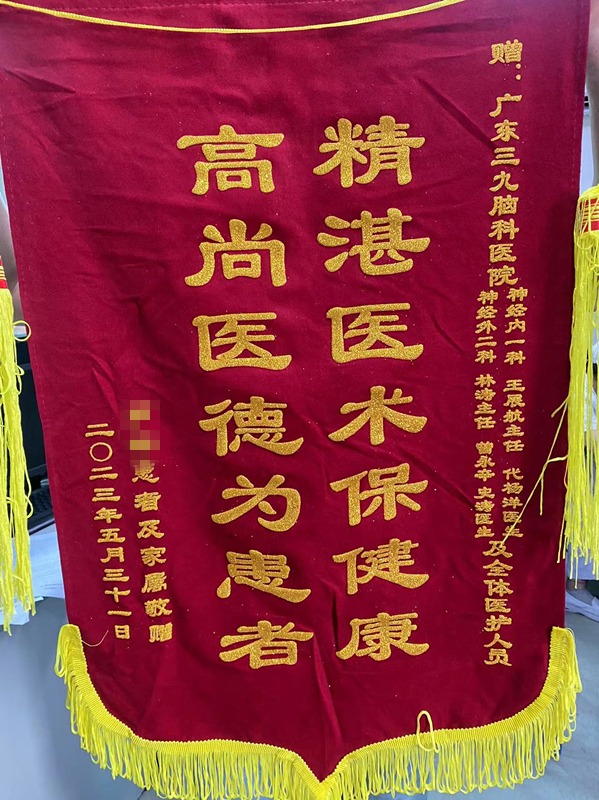 赠：广东三九脑科医院
神经内一科 王展航主任 代杨洋医生
神经外二科 林涛主任 曾永幸 史涛医生
及全体医护人员
精湛医术保健康
高尚医德为患者
患者及家属敬赠
二〇二三年五月三十一日